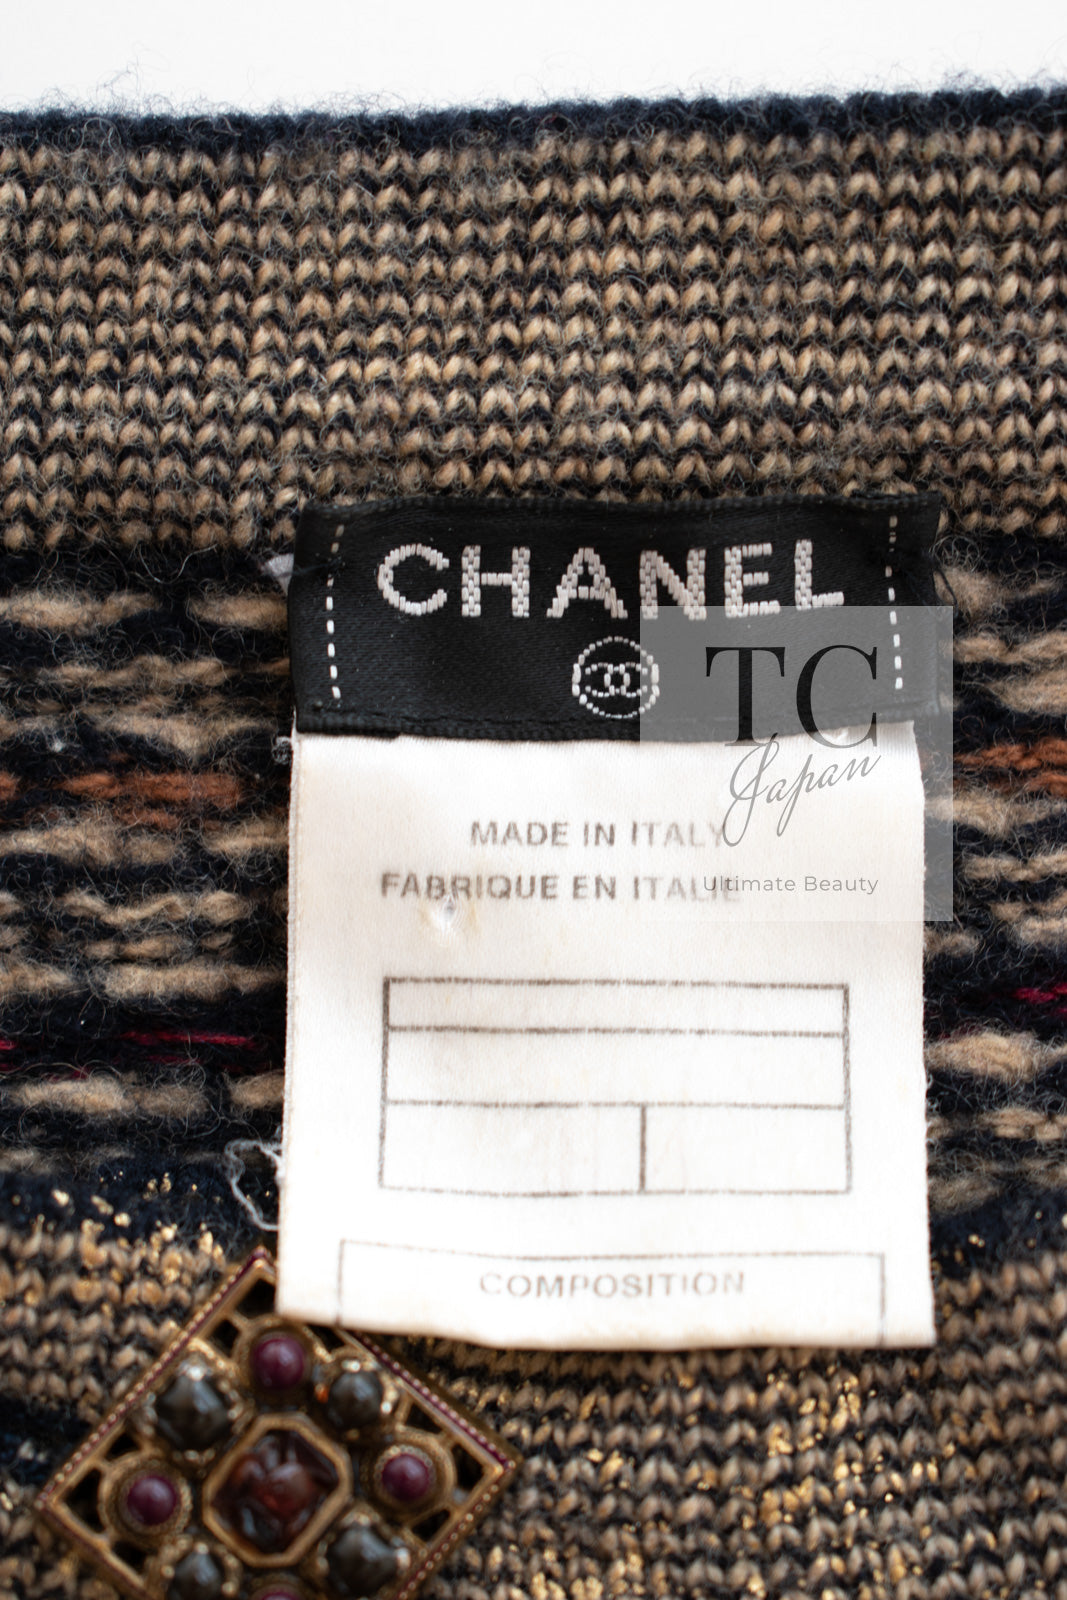 CHANEL
TC
Japan
MADE IN ITALY
FABRIQUE EN ITALIE
Ultimate Beauty
COMPOSITION